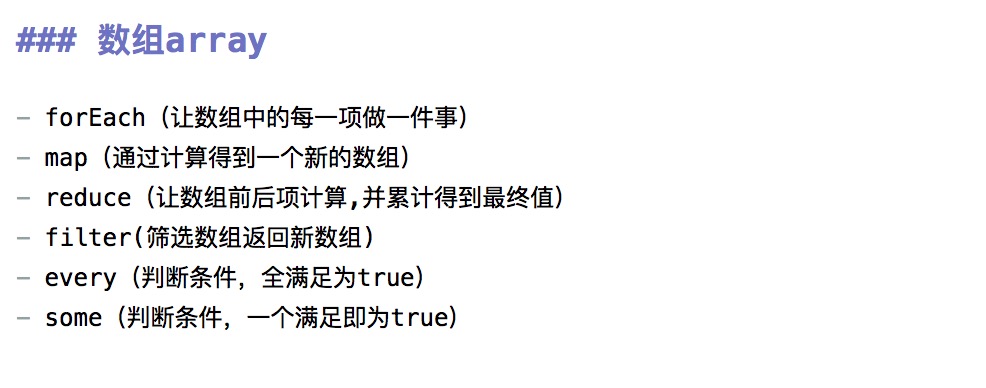 ### 数组array
- forEach（让数组中的每一项做一件事）
- map（通过计算得到一个新的数组）
- reduce（让数组前后项计算,并累计得到最终值）
- filter(筛选数组返回新数组)
- every（判断条件，全满足为true）
- some（判断条件，一个满足即为true）